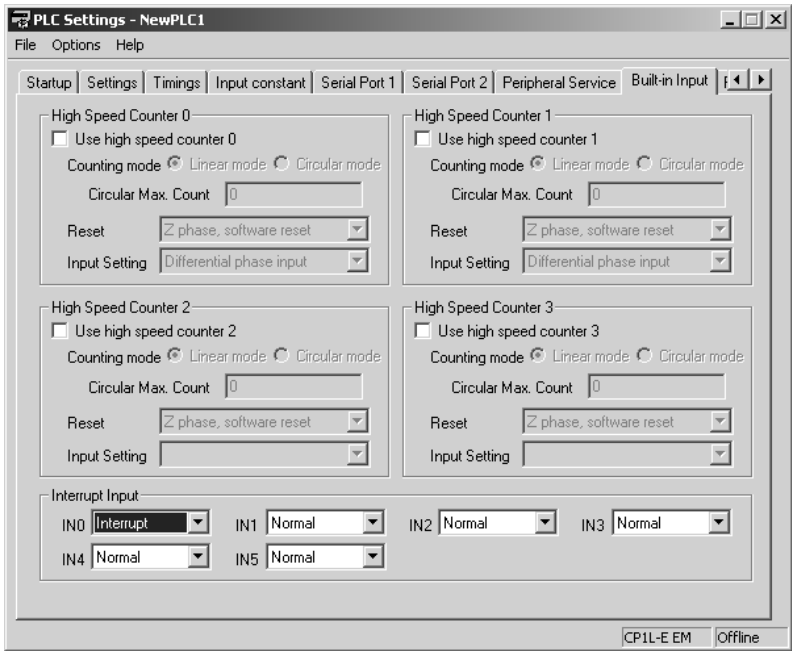 PLC Settings - NewPLC1
File Options Help
Startup Settings Timings Input constant Serial Port 1 Serial Port 2 Peripheral Service Built-in Input
High Speed Counter 0
Use high speed counter 0
Counting mode Linear mode Circular mode
Circular Max. Count 0
Reset Z phase, software reset
Input Setting Differential phase input
High Speed Counter 1
Use high speed counter 1
Counting mode Linear mode Circular mode
Circular Max. Count 0
Reset Z phase, software reset
Input Setting Differential phase input
High Speed Counter 2
Use high speed counter 2
Counting mode Linear mode Circular mode
Circular Max. Count 0
Reset Z phase, software reset
Input Setting
High Speed Counter 3
Use high speed counter 3
Counting mode Linear mode Circular mode
Circular Max. Count 0
Reset Z phase, software reset
Input Setting
Interrupt Input
IN0 Interrupt IN1 Normal IN2 Normal IN3 Normal
IN4 Normal IN5 Normal
CP1L-E EM Offline